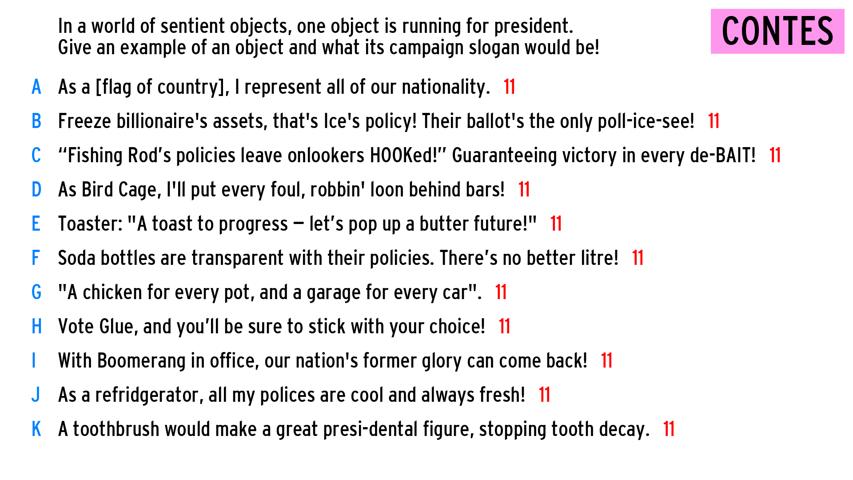 In a world of sentient objects, one object is running for president.
Give an example of an object and what its campaign slogan would be!
CONTES
A As a [flag of country], I represent all of our nationality. 11
B Freeze billionaire's assets, that's Ice's policy! Their ballot's the only poll-ice-see! 11
C “Fishing Rod’s policies leave onlookers HOOKed!” Guaranteeing victory in every de-BAIT! 11
D As Bird Cage, I'll put every foul, robbin' loon behind bars! 11
E Toaster: "A toast to progress – let’s pop up a butter future!" 11
F Soda bottles are transparent with their policies. There’s no better litre! 11
G "A chicken for every pot, and a garage for every car". 11
H Vote Glue, and you’ll be sure to stick with your choice! 11
I With Boomerang in office, our nation's former glory can come back! 11
J As a refridgerator, all my polices are cool and always fresh! 11
K A toothbrush would make a great presi-dental figure, stopping tooth decay. 11